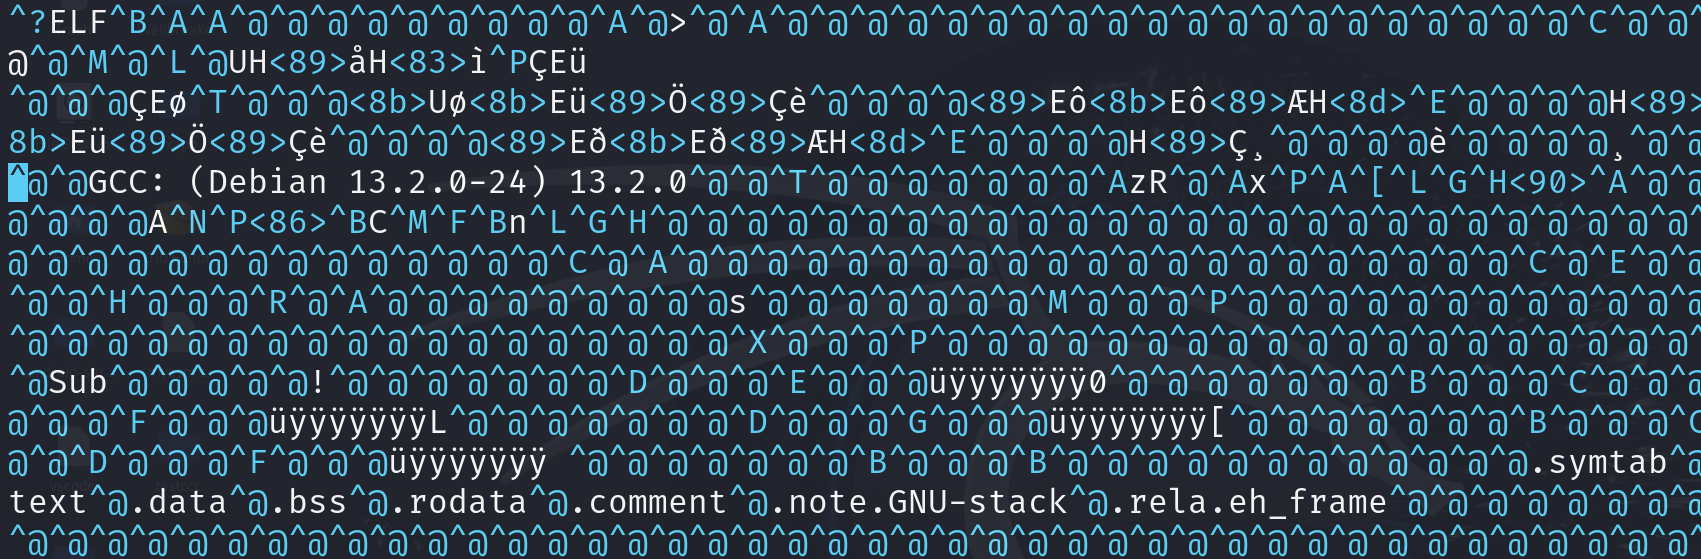 ^?ELF^B^A^A^@^@^@^@^@^@^@^@^@^A^@>^@^A^@^@^@^@^@^@^@^@^@^@^@^@^@^@^@^@^@^@^@^@^C^@^@^
@^@^M^@^L^@UH<89>åH<83>ì^PÇEü
^@^@^@ÇEø^T^@^@^@<8b>Uø<8b>Eü<89>Ö<89>Çè^@^@^@^@<89>Eô<8b>Eô<89>ÆH<8d>^E^@^@^@^@H<89>
8b>Eü<89>Ö<89>Çè^@^@^@^@<89>Eð<8b>Eð<89>ÆH<8d>^E^@^@^@^@H<89>Ç¸^@^@^@^@è^@^@^@^@¸^@^@
^@^@GCC: (Debian 13.2.0-24) 13.2.0^@^@^T^@^@^@^@^@^@^@^AzR^@^Ax^P^A^[^L^G^H<90>^A^@^@
@^@^@^@A^N^P<86>^BC^M^F^Bn^L^G^H^@^@^@^@^@^@^@^@^@^@^@^@^@^@^@^@^@^@^@^@^@^@^@^@^@^@^
@^@^@^@^@^@^@^@^@^@^@^@^@^@^C^@^A^@^@^@^@^@^@^@^@^@^@^@^@^@^@^@^@^@^@^@^@^@^C^@^E^@^@
^@^@^H^@^@^@^R^@^A^@^@^@^@^@^@^@^@^@s^@^@^@^@^@^@^@^M^@^@^@^P^@^@^@^@^@^@^@^@^@^@^@^@
^@^@^@^@^@^@^@^@^@^@^@^@^@^@^@^@^@^@^X^@^@^@^P^@^@^@^@^@^@^@^@^@^@^@^@^@^@^@^@^@^@^@^
^@Sub^@^@^@^@^@!^@^@^@^@^@^@^@^D^@^@^@^E^@^@^@üÿÿÿÿÿÿÿ0^@^@^@^@^@^@^@^B^@^@^@^C^@^@^@
@^@^@^F^@^@^@üÿÿÿÿÿÿÿL^@^@^@^@^@^@^@^D^@^@^@^G^@^@^@üÿÿÿÿÿÿÿ[^@^@^@^@^@^@^@^B^@^@^@^C
@^@^D^@^@^@^F^@^@^@üÿÿÿÿÿÿÿ ^@^@^@^@^@^@^@^B^@^@^@^B^@^@^@^@^@^@^@^@^@^@^@^@.symtab^@
text^@.data^@.bss^@.rodata^@.comment^@.note.GNU-stack^@.rela.eh_frame^@^@^@^@^@^@^@^@
^@^@^@^@^@^@^@^@^@^@^@^@^@^@^@^@^@^@^@^@^@^@^@^@^@^@^@^@^@^@^@^@^@^@^@^@^@^@^@^@^@^@^